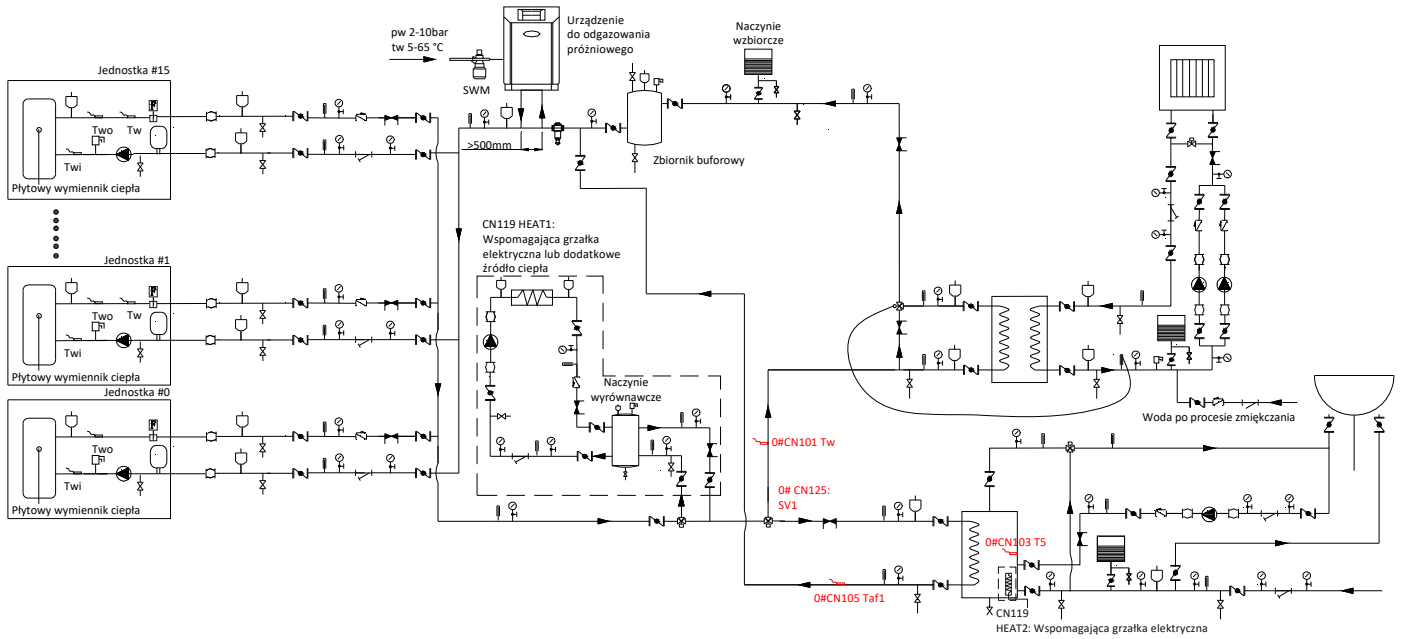 pw 2-10bar
tw 5-65 °C
SWM
Urządzenie
do odgazowania
próżniowego
Naczynie
wzbiorcze
Zbiornik buforowy
>500mm
Jednostka #15
Two
Tw
Twi
Płytowy wymiennik ciepła
Jednostka #1
Two
Tw
Twi
Płytowy wymiennik ciepła
Jednostka #0
Two
Twi
Płytowy wymiennik ciepła
CN119 HEAT1:
Wspomagająca grzałka
elektryczna lub dodatkowe
źródło ciepła
Naczynie
wyrównawcze
Woda po procesie zmiękczania
0#CN101 Tw
0# CN125:
SV1
0#CN103 T5
0#CN105 Taf1
CN119
HEAT2: Wspomagająca grzałka elektryczna